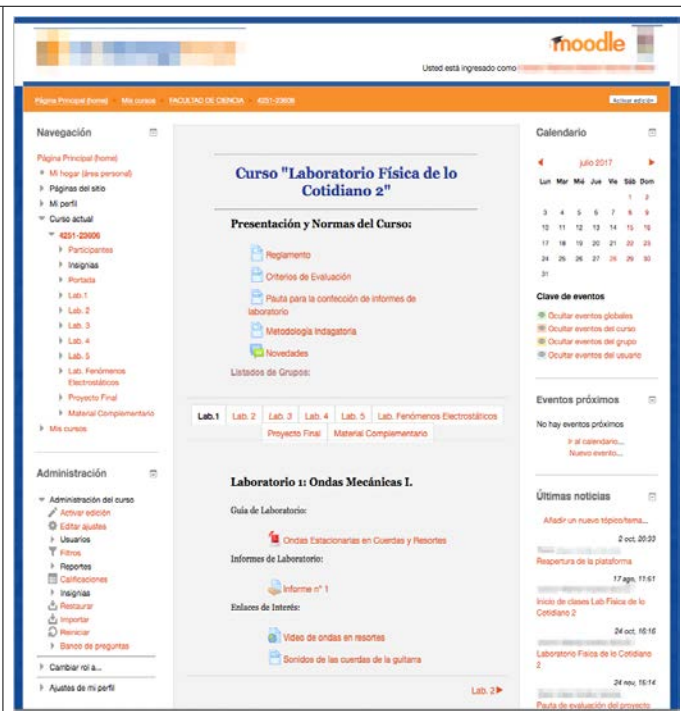 moodle
Usted está ingresado como
Página Principal (home)
Mis cursos
FACULTAD DE CIENCIA
4251-23606
Activar edición
Navegación
Página Principal (home)
Mi hogar (área personal)
Páginas del sitio
Mi perfil
Curso actual
4251-23606
Participantes
Insignias
Portada
Lab.1
Lab. 2
Lab. 3
Lab. 4
Lab. 5
Lab. Fenómenos
Electrostáticos
Proyecto Final
Material Complementario
Mis cursos
Administración
Administración del curso
Activar edición
Editar ajustes
Usuarios
Filtros
Reportes
Calificaciones
Insignias
Restaurar
Importar
Reiniciar
Banco de preguntas
Cambiar rol a...
Ajustes de mi perfil
Curso "Laboratorio Física de lo
Cotidiano 2"
Presentación y Normas del Curso:
Reglamento
Criterios de Evaluación
Pauta para la confección de informes de
laboratorio
Metodología Indagatoria
Novedades
Listados de Grupos:
Lab.1 Lab. 2 Lab. 3 Lab. 4 Lab. 5 Lab. Fenómenos Electrostáticos
Proyecto Final Material Complementario
Laboratorio 1: Ondas Mecánicas I.
Guía de Laboratorio:
Ondas Estacionarias en Cuerdas y Resortes
Informes de Laboratorio:
Informe n° 1
Enlaces de Interés:
Video de ondas en resortes
Sonidos de las cuerdas de la guitarra
Lab. 2
Calendario
julio 2017
Lun Mar Mié Jue Vie Sáb Dom
1 2
3 4 5 6 7 8 9
10 11 12 13 14 15 16
17 18 19 20 21 22 23
24 25 26 27 28 29 30
31
Clave de eventos
Ocultar eventos globales
Ocultar eventos del curso
Ocultar eventos del grupo
Ocultar eventos del usuario
Eventos próximos
No hay eventos próximos
Ir al calendario...
Nuevo evento...
Últimas noticias
Añadir un nuevo tópico/tema...
2 oct, 20:33
Reapertura de la plataforma
17 ago, 11:51
Inicio de clases Lab Física de lo
Cotidiano 2
24 oct, 16:16
Laboratorio Física de lo Cotidiano
2
24 nov, 16:14
Pauta de evaluación del proyecto